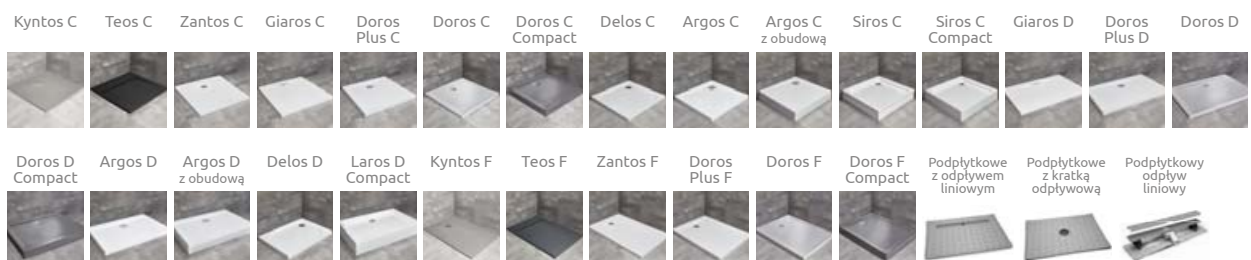 Kyntos C
Teos C
Zantos C
Giaros C
Doros
Plus C
Doros C
Doros C
Compact
Delos C
Argos C
Argos C
z obudową
Siros C
Siros C
Compact
Giaros D
Doros
Plus D
Doros D
Doros D
Compact
Argos D
Argos D
z obudową
Delos D
Laros D
Compact
Kyntos F
Teos F
Zantos F
Doros
Plus F
Doros F
Doros F
Compact
Podpłytkowe
z odpływem
liniowym
Podpłytkowe
z kratką
odpływową
Podpłytkowy
odpływ
liniowy